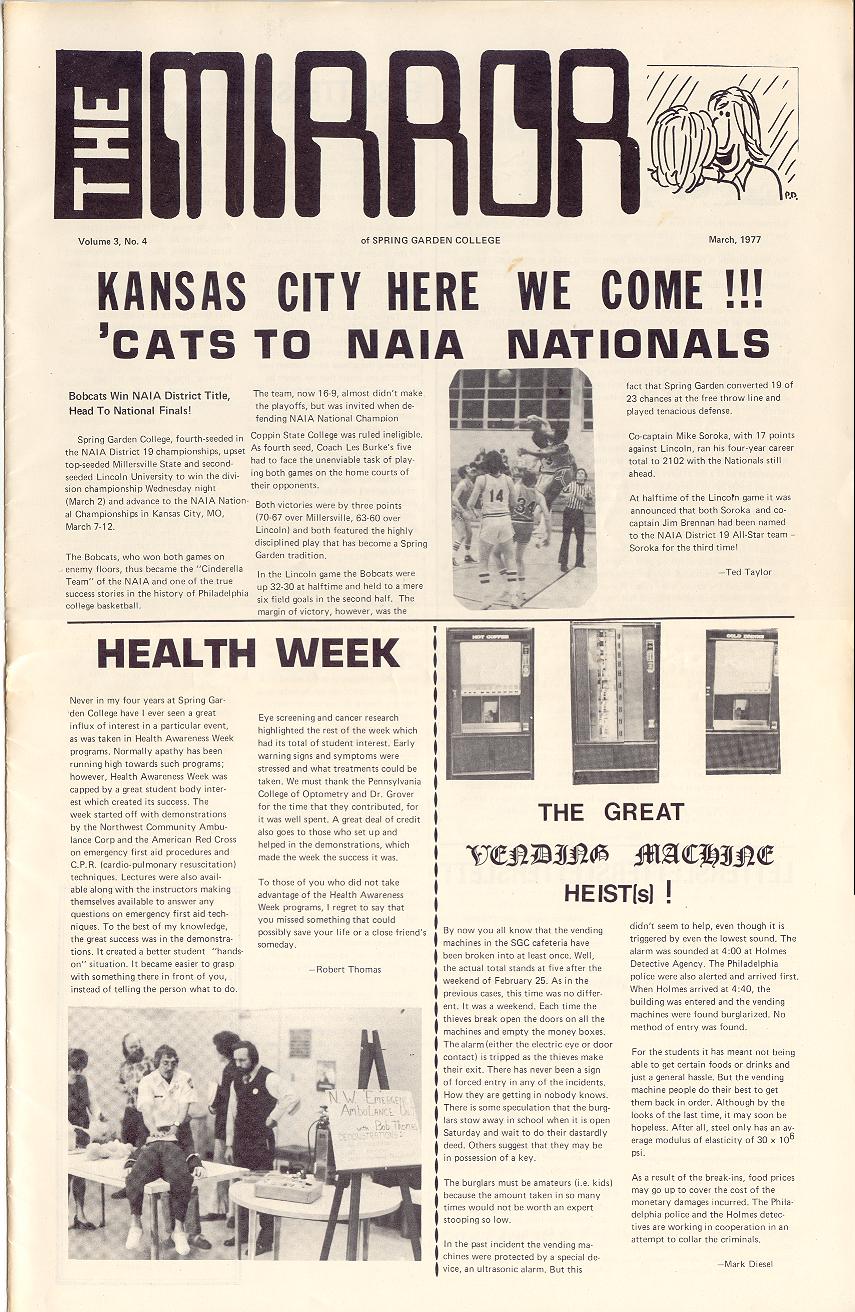 THE MIRROR
P.D.
Volume 3, No. 4
of SPRING GARDEN COLLEGE
March, 1977
KANSAS CITY HERE WE COME !!!
'CATS TO NAIA NATIONALS
Bobcats Win NAIA District Title,
Head To National Finals!
Spring Garden College, fourth-seeded in
the NAIA District 19 championships, upset
top-seeded Millersville State and second-
seeded Lincoln University to win the divi-
sion championship Wednesday night
(March 2) and advance to the NAIA Nation-
al Championships in Kansas City, MO,
March 7-12.
The Bobcats, who won both games on
enemy floors, thus became the "Cinderella
Team" of the NAIA and one of the true
success stories in the history of Philadelphia
college basketball.
The team, now 16-9, almost didn't make
the playoffs, but was invited when de-
fending NAIA National Champion
Coppin State College was ruled ineligible.
As fourth seed, Coach Les Burke's five
had to face the unenviable task of play-
ing both games on the home courts of
their opponents.
Both victories were by three points
(70-67 over Millersville, 63-60 over
Lincoln) and both featured the highly
disciplined play that has become a Spring
Garden tradition.
In the Lincoln game the Bobcats were
up 32-30 at halftime and held to a mere
six field goals in the second half. The
margin of victory, however, was the
14
fact that Spring Garden converted 19 of
23 chances at the free throw line and
played tenacious defense.
Co-captain Mike Soroka, with 17 points
against Lincoln, ran his four-year career
total to 2102 with the Nationals still
ahead.
At halftime of the Lincoln game it was
announced that both Soroka and co-
captain Jim Brennan had been named
to the NAIA District 19 All-Star team –
Soroka for the third time!
—Ted Taylor
HEALTH WEEK
Never in my four years at Spring Gar-
den College have I ever seen a great
influx of interest in a particular event,
as was taken in Health Awareness Week
programs. Normally apathy has been
running high towards such programs;
however, Health Awareness Week was
capped by a great student body inter-
est which created its success. The
week started off with demonstrations
by the Northwest Community Ambu-
lance Corp and the American Red Cross
on emergency first aid procedures and
C.P.R. (cardio-pulmonary resuscitation)
techniques. Lectures were also avail-
able along with the instructors making
themselves available to answer any
questions on emergency first aid tech-
niques. To the best of my knowledge,
the great success was in the demonstra-
tions. It created a better student "hands-
on" situation. It became easier to grasp
with something there in front of you,
instead of telling the person what to do.
Eye screening and cancer research
highlighted the rest of the week which
had its total of student interest. Early
warning signs and symptoms were
stressed and what treatments could be
taken. We must thank the Pennsylvania
College of Optometry and Dr. Grover
for the time that they contributed, for
it was well spent. A great deal of credit
also goes to those who set up and
helped in the demonstrations, which
made the week the success it was.
To those of you who did not take
advantage of the Health Awareness
Week programs, I regret to say that
you missed something that could
possibly save your life or a close friend's
someday.
—Robert Thomas
N.W. Emergency
Ambulance
with Bob Thomas
DEMONSTRATIONS
HOT COFFEE
COLD DRINKS
THE GREAT
VENDING MACHINE
HEIST(s) !
By now you all know that the vending
machines in the SGC cafeteria have
been broken into at least once. Well,
the actual total stands at five after the
weekend of February 25. As in the
previous cases, this time was no differ-
ent. It was a weekend. Each time the
thieves break open the doors on all the
machines and empty the money boxes.
The alarm (either the electric eye or door
contact) is tripped as the thieves make
their exit. There has never been a sign
of forced entry in any of the incidents.
How they are getting in nobody knows.
There is some speculation that the burg-
lars stow away in school when it is open
Saturday and wait to do their dastardly
deed. Others suggest that they may be
in possession of a key.
The burglars must be amateurs (i.e. kids)
because the amount taken in so many
times would not be worth an expert
stooping so low.
In the past incident the vending ma-
chines were protected by a special de-
vice, an ultrasonic alarm. But this
didn't seem to help, even though it is
triggered by even the lowest sound. The
alarm was sounded at 4:00 at Holmes
Detective Agency. The Philadelphia
police were also alerted and arrived first.
When Holmes arrived at 4:40, the
building was entered and the vending
machines were found burglarized. No
method of entry was found.
For the students it has meant not being
able to get certain foods or drinks and
just a general hassle. But the vending
machine people do their best to get
them back in order. Although by the
looks of the last time, it may soon be
hopeless. After all, steel only has an av-
erage modulus of elasticity of 30 x 10⁶
psi.
As a result of the break-ins, food prices
may go up to cover the cost of the
monetary damages incurred. The Phila-
delphia police and the Holmes detec-
tives are working in cooperation in an
attempt to collar the criminals.
—Mark Diesel